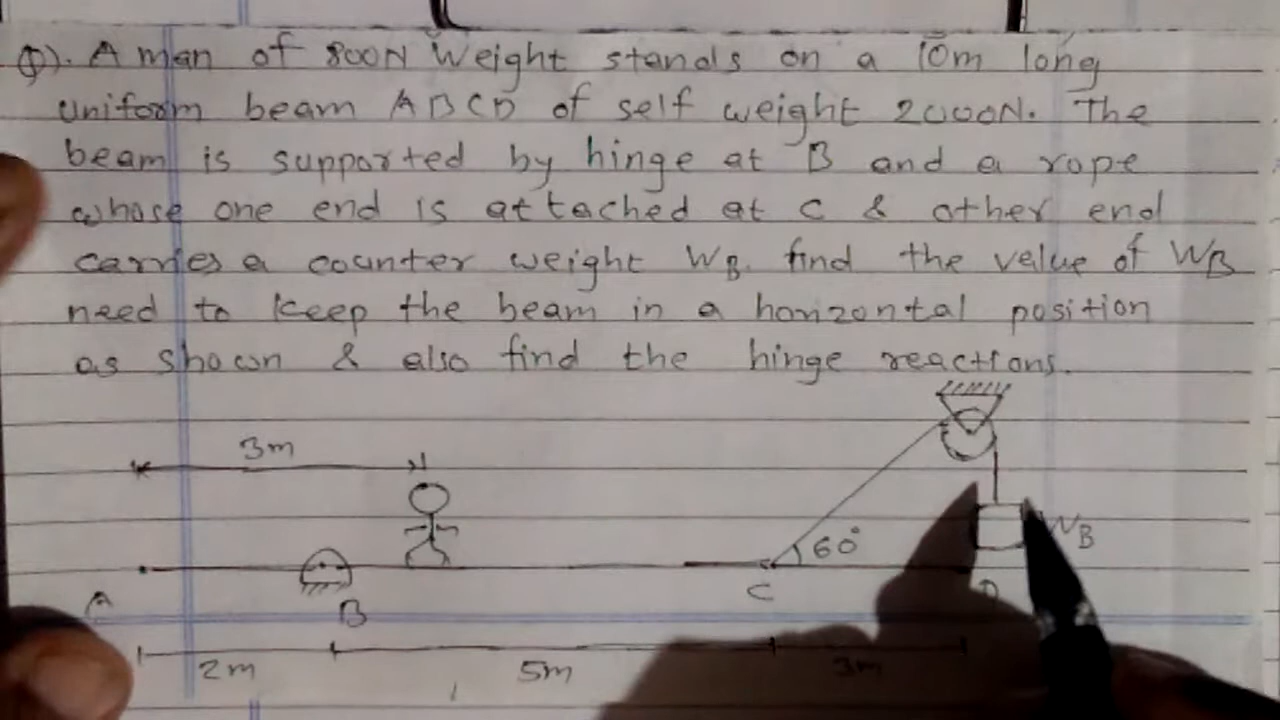 Q). A man of 800N Weight stands on a 10m long
uniform beam ABCD of self weight 2000N. The
beam is supported by hinge at B and a rope
whose one end is attached at C & other end
carries a counter weight WB. find the value of WB
need to keep the beam in a horizontal position
as shown & also find the hinge reactions.
3m
60°
WB
A
B
C
D
2m
5m
3m